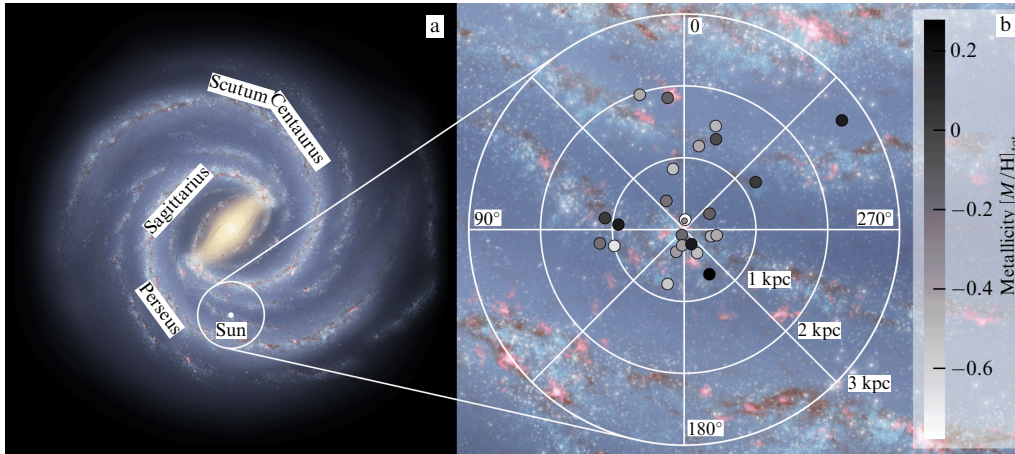 a
Scutum Centaurus
Sagittarius
Perseus
Sun
b
0
90°
270°
180°
1 kpc
2 kpc
3 kpc
0.2
0
−0.2
−0.4
−0.6
Metallicity [M/H]tot